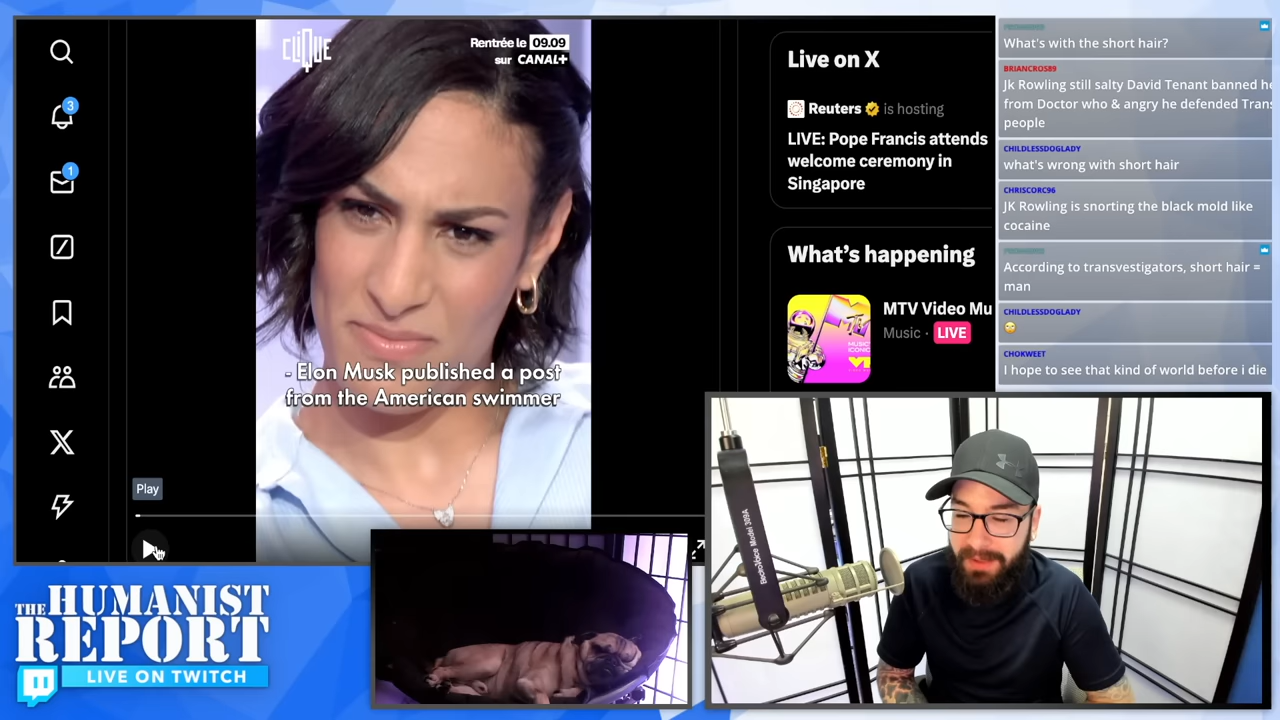 CLIQUE
Rentrée le 09.09
sur CANAL+
3
1
- Elon Musk published a post
from the American swimmer
Play
Live on X
Reuters is hosting
LIVE: Pope Francis attends
welcome ceremony in
Singapore
What's happening
MTV Video Mu
Music · LIVE
What's with the short hair?
BRIANCROS89
Jk Rowling still salty David Tenant banned he
from Doctor who & angry he defended Trans
people
CHILDLESSDOGLADY
what's wrong with short hair
CHRISCORC96
JK Rowling is snorting the black mold like
cocaine
According to transvestigators, short hair =
man
CHILDLESSDOGLADY
CHOKWEET
I hope to see that kind of world before i die
THE
HUMANIST
REPORT
LIVE ON TWITCH
ElectroVoice Model 309A